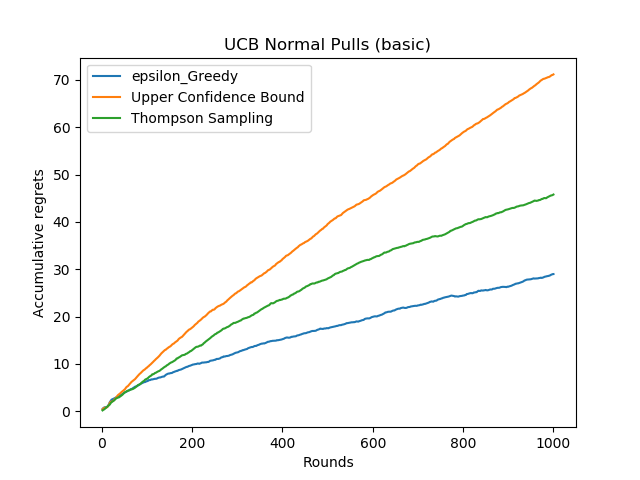 UCB Normal Pulls (basic)
epsilon_Greedy
Upper Confidence Bound
Thompson Sampling
Accumulative regrets
70
60
50
40
30
20
10
0
0 200 400 600 800 1000
Rounds